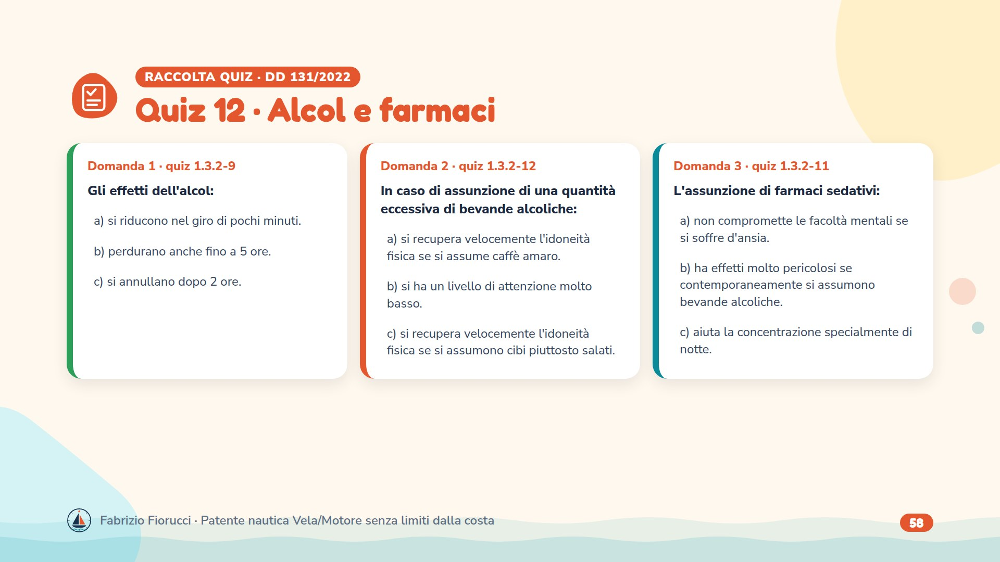 RACCOLTA QUIZ · DD 131/2022
Quiz 12 · Alcol e farmaci
Domanda 1 · quiz 1.3.2-9
Gli effetti dell'alcol:
a) si riducono nel giro di pochi minuti.
b) perdurano anche fino a 5 ore.
c) si annullano dopo 2 ore.
Domanda 2 · quiz 1.3.2-12
In caso di assunzione di una quantità
eccessiva di bevande alcoliche:
a) si recupera velocemente l'idoneità
fisica se si assume caffè amaro.
b) si ha un livello di attenzione molto
basso.
c) si recupera velocemente l'idoneità
fisica se si assumono cibi piuttosto salati.
Domanda 3 · quiz 1.3.2-11
L'assunzione di farmaci sedativi:
a) non compromette le facoltà mentali se
si soffre d'ansia.
b) ha effetti molto pericolosi se
contemporaneamente si assumono
bevande alcoliche.
c) aiuta la concentrazione specialmente di
notte.
Fabrizio Fiorucci · Patente nautica Vela/Motore senza limiti dalla costa
58